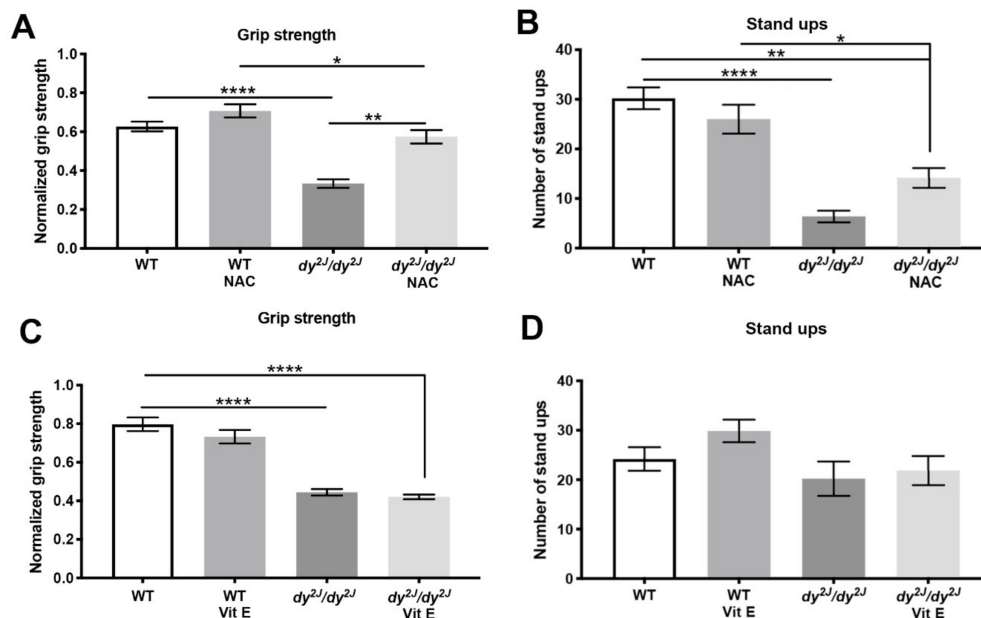 A
Grip strength
Normalized grip strength
1.0
0.8
0.6
0.4
0.2
0.0
*
****
**
WT
WT
NAC
dy²ᴶ/dy²ᴶ
dy²ᴶ/dy²ᴶ
NAC
B
Stand ups
Number of stand ups
40
30
20
10
0
*
**
****
WT
WT
NAC
dy²ᴶ/dy²ᴶ
dy²ᴶ/dy²ᴶ
NAC
C
Grip strength
Normalized grip strength
1.0
0.8
0.6
0.4
0.2
0.0
****
****
WT
WT
Vit E
dy²ᴶ/dy²ᴶ
dy²ᴶ/dy²ᴶ
Vit E
D
Stand ups
Number of stand ups
40
30
20
10
0
WT
WT
Vit E
dy²ᴶ/dy²ᴶ
dy²ᴶ/dy²ᴶ
Vit E